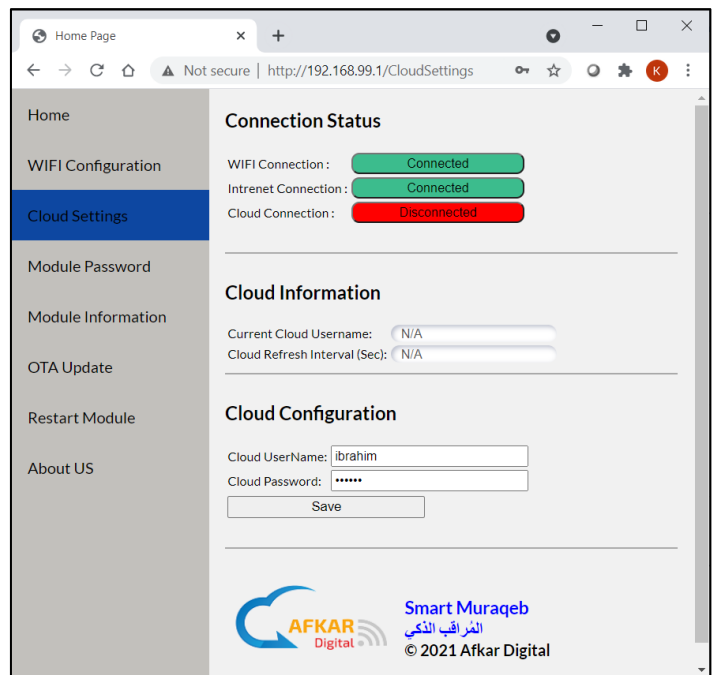 Home Page
Not secure | http://192.168.99.1/CloudSettings
K
Home
WIFI Configuration
Cloud Settings
Module Password
Module Information
OTA Update
Restart Module
About US
Connection Status
WIFI Connection : Connected
Intrenet Connection : Connected
Cloud Connection : Disconnected
Cloud Information
Current Cloud Username: N/A
Cloud Refresh Interval (Sec): N/A
Cloud Configuration
Cloud UserName: ibrahim
Cloud Password: ••••••
Save
AFKAR
Digital
Smart Muraqeb
المُراقب الذكي
© 2021 Afkar Digital